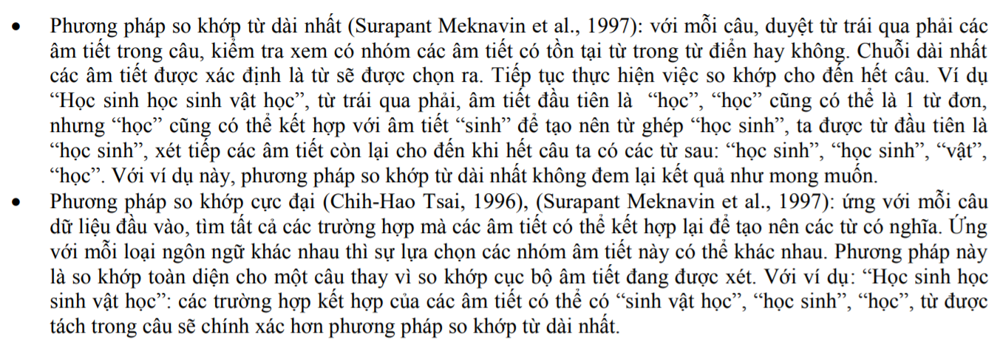 • Phương pháp so khớp từ dài nhất (Surapant Meknavin et al., 1997): với mỗi câu, duyệt từ trái qua phải các
âm tiết trong câu, kiểm tra xem có nhóm các âm tiết có tồn tại từ trong từ điển hay không. Chuỗi dài nhất
các âm tiết được xác định là từ sẽ được chọn ra. Tiếp tục thực hiện việc so khớp cho đến hết câu. Ví dụ
“Học sinh học sinh vật học”, từ trái qua phải, âm tiết đầu tiên là “học”, “học” cũng có thể là 1 từ đơn,
nhưng “học” cũng có thể kết hợp với âm tiết “sinh” để tạo nên từ ghép “học sinh”, ta được từ đầu tiên là
“học sinh”, xét tiếp các âm tiết còn lại cho đến khi hết câu ta có các từ sau: “học sinh”, “học sinh”, “vật”,
“học”. Với ví dụ này, phương pháp so khớp từ dài nhất không đem lại kết quả như mong muốn.
• Phương pháp so khớp cực đại (Chih-Hao Tsai, 1996), (Surapant Meknavin et al., 1997): ứng với mỗi câu
dữ liệu đầu vào, tìm tất cả các trường hợp mà các âm tiết có thể kết hợp lại để tạo nên các từ có nghĩa. Ứng
với mỗi loại ngôn ngữ khác nhau thì sự lựa chọn các nhóm âm tiết này có thể khác nhau. Phương pháp này
là so khớp toàn diện cho một câu thay vì so khớp cục bộ âm tiết đang được xét. Với ví dụ: “Học sinh học
sinh vật học”: các trường hợp kết hợp của các âm tiết có thể có “sinh vật học”, “học sinh”, “học”, từ được
tách trong câu sẽ chính xác hơn phương pháp so khớp từ dài nhất.